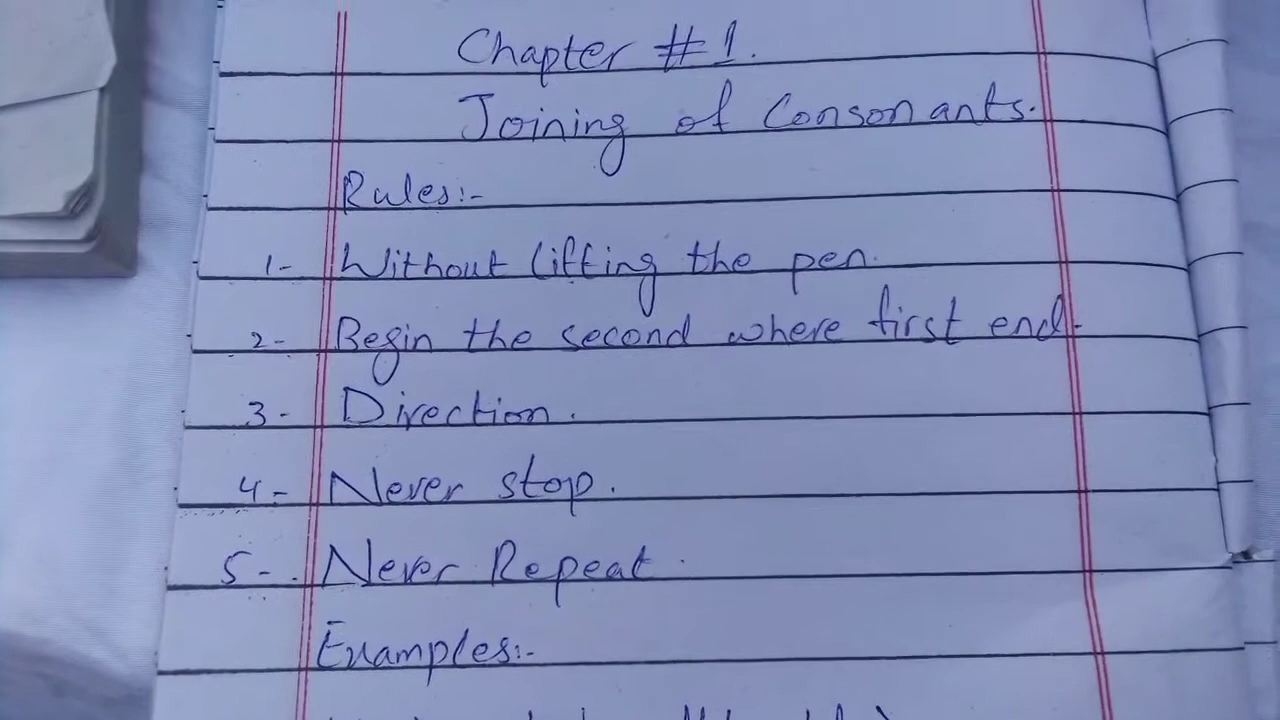 Chapter #1.
Joining of Consonants.
Rules:-
1- Without lifting the pen.
2- Begin the second where first end.
3- Direction.
4- Never stop.
5- Never Repeat.
Examples:-